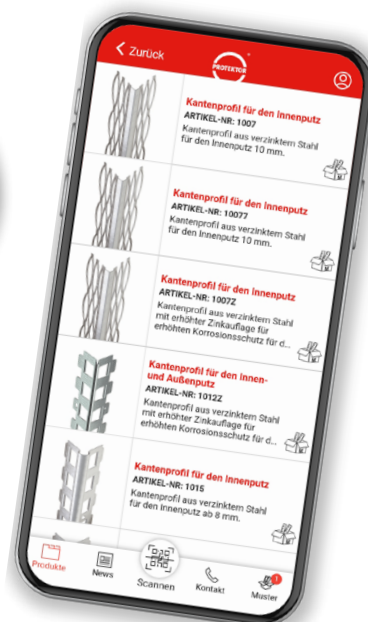 Zurück
PROTEKTOR
Kantenprofil für den Innenputz
ARTIKEL-NR: 1007
Kantenprofil aus verzinktem Stahl
für den Innenputz 10 mm.
Kantenprofil für den Innenputz
ARTIKEL-NR: 10077
Kantenprofil aus verzinktem Stahl
für den Innenputz 10 mm.
Kantenprofil für den Innenputz
ARTIKEL-NR: 1007Z
Kantenprofil aus verzinktem Stahl
mit erhöhter Zinkauflage für
erhöhten Korrosionsschutz für d...
Kantenprofil für den Innen-
und Außenputz
ARTIKEL-NR: 1012Z
Kantenprofil aus verzinktem Stahl
mit erhöhter Zinkauflage für
erhöhten Korrosionsschutz für d...
Kantenprofil für den Innenputz
ARTIKEL-NR: 1015
Kantenprofil aus verzinktem Stahl
für den Innenputz ab 8 mm.
Produkte
News
Scannen
Kontakt
Muster